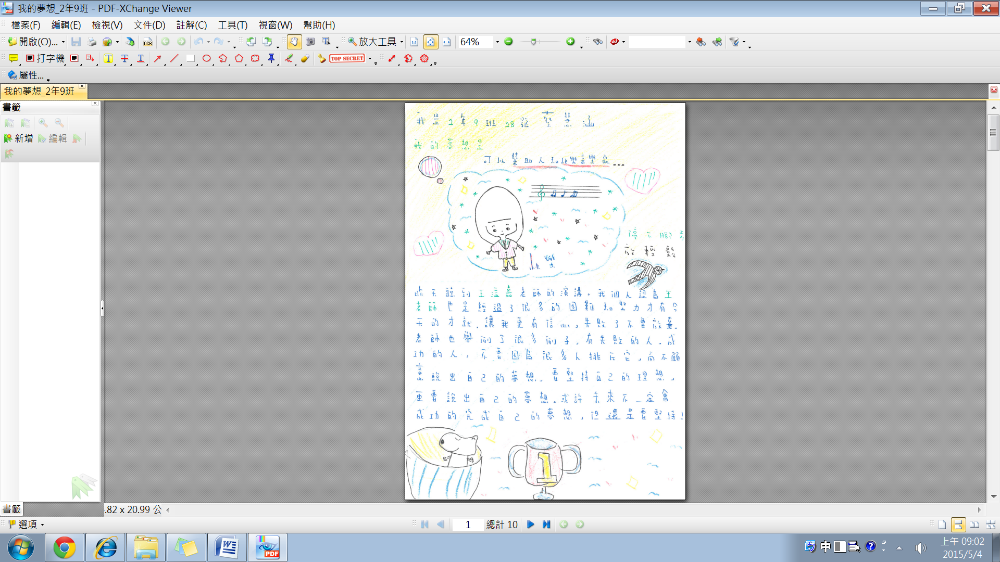 我的夢想_2年9班 - PDF-XChange Viewer
檔案(F) 編輯(E) 檢視(V) 文件(D) 註解(C) 工具(T) 視窗(W) 幫助(H)
開啟(O)... OCR 放大工具 1:1 64% Ask
打字機 TOP SECRET
屬性...
我的夢想_2年9班
書籤
新增 編輯
我是2年9班28號 蔡慧涵
我的夢想是
可以幫助人和快樂音樂家...
停不腳
放輕鬆
快樂
昨天聽到王溢嘉老師的演講。我個人認為王
老師也是經過了很多的困難和努力才有今
天的才就。讓我更有信心,失敗了不要放棄。
老師也舉例了很多例子,有失敗的人,成
功的人,不要因為很多人排斥它,而不願
意說出自己的夢想。要堅持自己的理想,
更要說出自己的夢想。或許未來不一定會
成功的完成自己的夢想,但還是要堅持!
1
書籤 .82 x 20.99 公
選項 1 總計 10
PDF 中 上午 09:02
2015/5/4